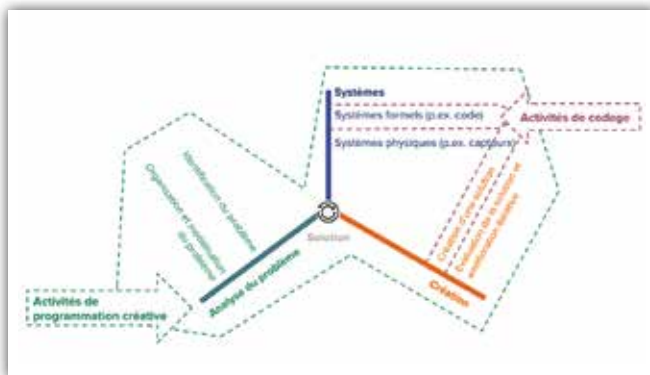 Systèmes
Systèmes formels (p.ex. code)
Activités de codage
Systèmes physiques (p.ex. capteurs)
Identification du problème
Organisation et modélisation
du problème
Création d'une solution
Évaluation de la solution et
amélioration itérative
Solution
Analyse du problème
Création
Activités de
programmation créative